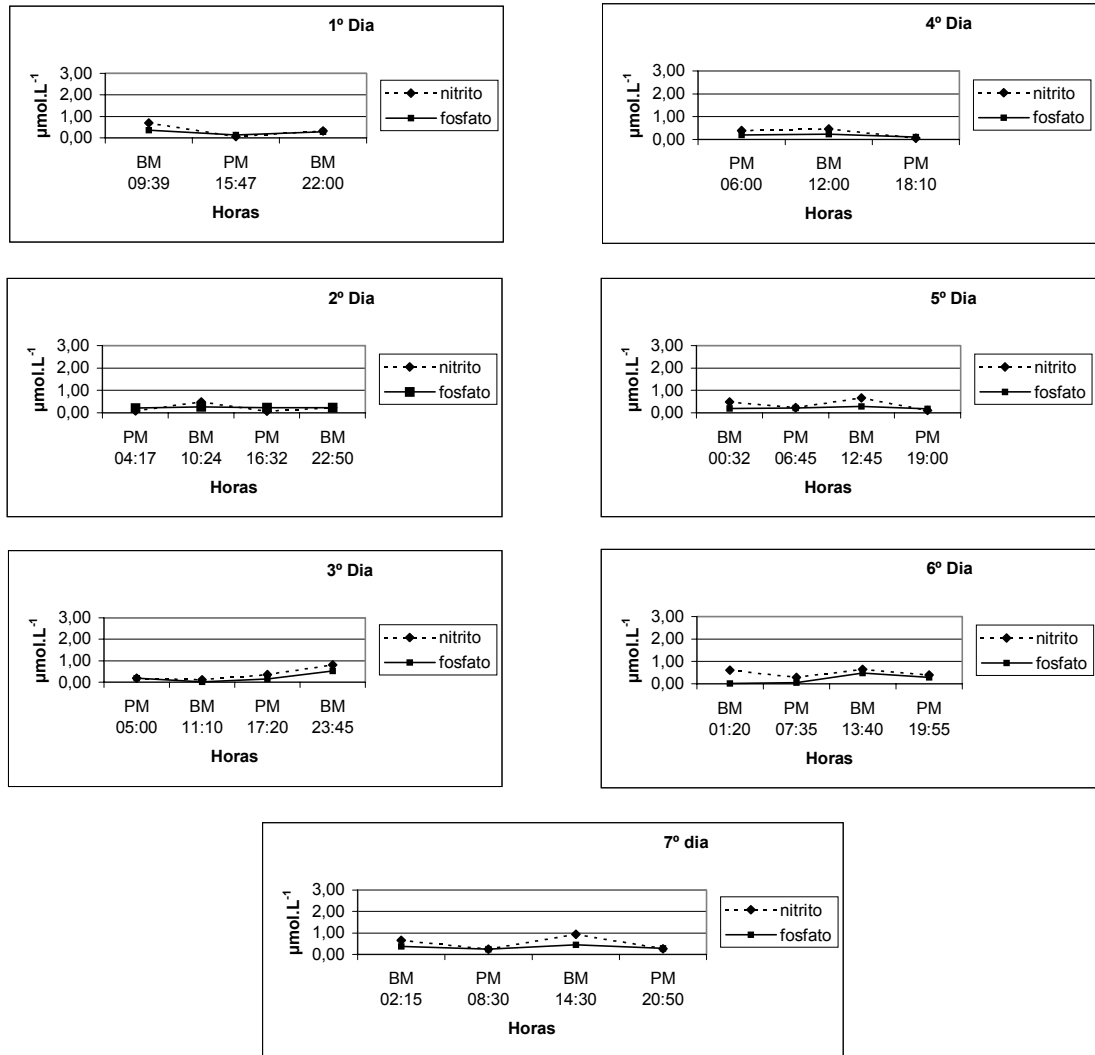 1º Dia
3,00
2,00
1,00
0,00
µmol.L-1
BM PM BM
09:39 15:47 22:00
Horas
nitrito
fosfato
4º Dia
3,00
2,00
1,00
0,00
µmol.L-1
PM BM PM
06:00 12:00 18:10
Horas
nitrito
fosfato
2º Dia
3,00
2,00
1,00
0,00
µmol.L-1
PM BM PM BM
04:17 10:24 16:32 22:50
Horas
nitrito
fosfato
5º Dia
3,00
2,00
1,00
0,00
µmol.L-1
BM PM BM PM
00:32 06:45 12:45 19:00
Horas
nitrito
fosfato
3º Dia
3,00
2,00
1,00
0,00
µmol.L-1
PM BM PM BM
05:00 11:10 17:20 23:45
Horas
nitrito
fosfato
6º Dia
3,00
2,00
1,00
0,00
µmol.L-1
BM PM BM PM
01:20 07:35 13:40 19:55
Horas
nitrito
fosfato
7º dia
3,00
2,00
1,00
0,00
µmol.L-1
BM PM BM PM
02:15 08:30 14:30 20:50
Horas
nitrito
fosfato